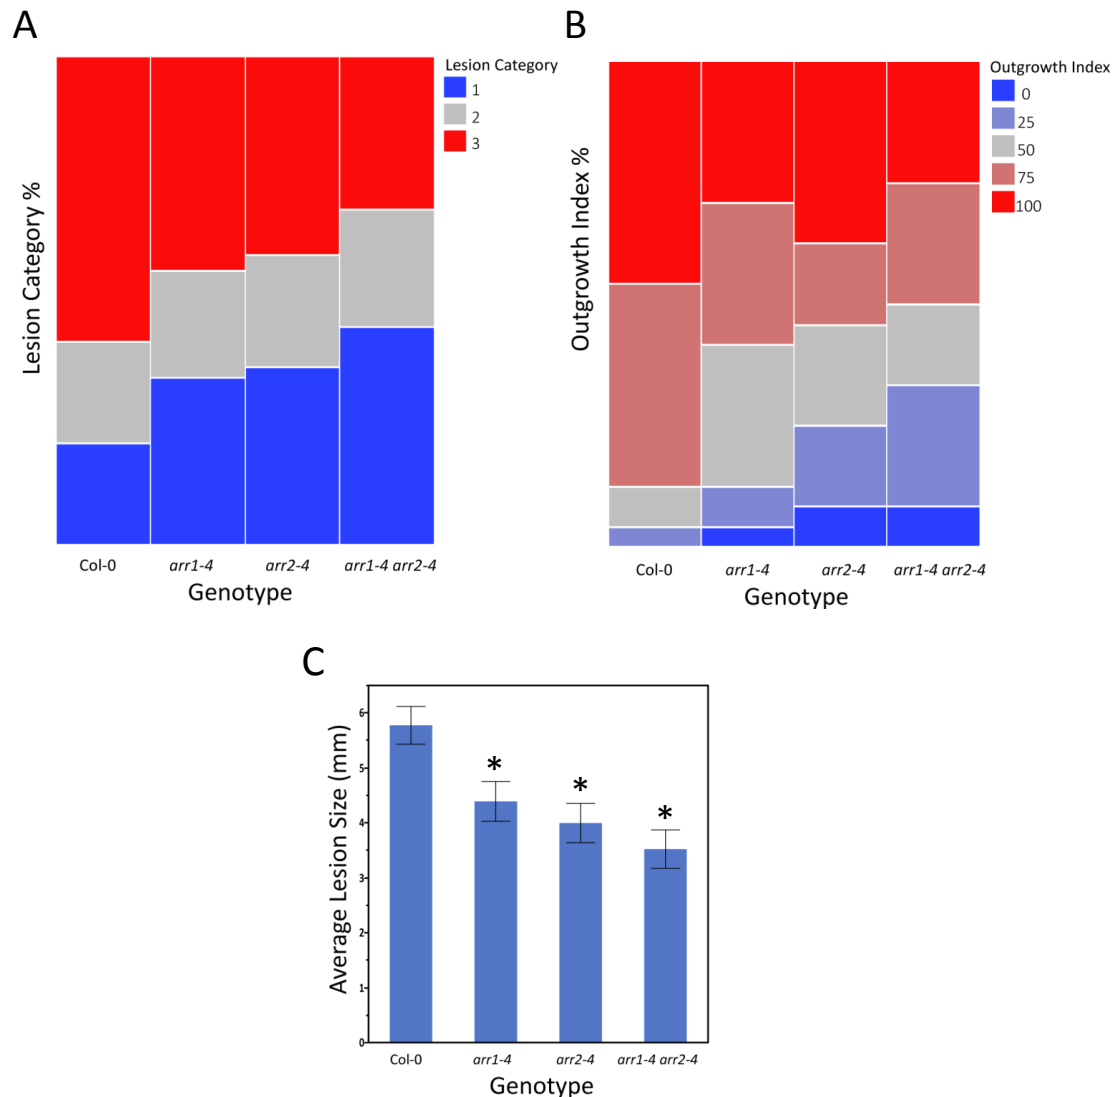 A
Lesion Category %
Lesion Category
1
2
3
Col-0 arr1-4 arr2-4 arr1-4 arr2-4
Genotype
B
Outgrowth Index %
Outgrowth Index
0
25
50
75
100
Col-0 arr1-4 arr2-4 arr1-4 arr2-4
Genotype
C
Average Lesion Size (mm)
6
5
4
3
2
1
0
* * *
Col-0 arr1-4 arr2-4 arr1-4 arr2-4
Genotype